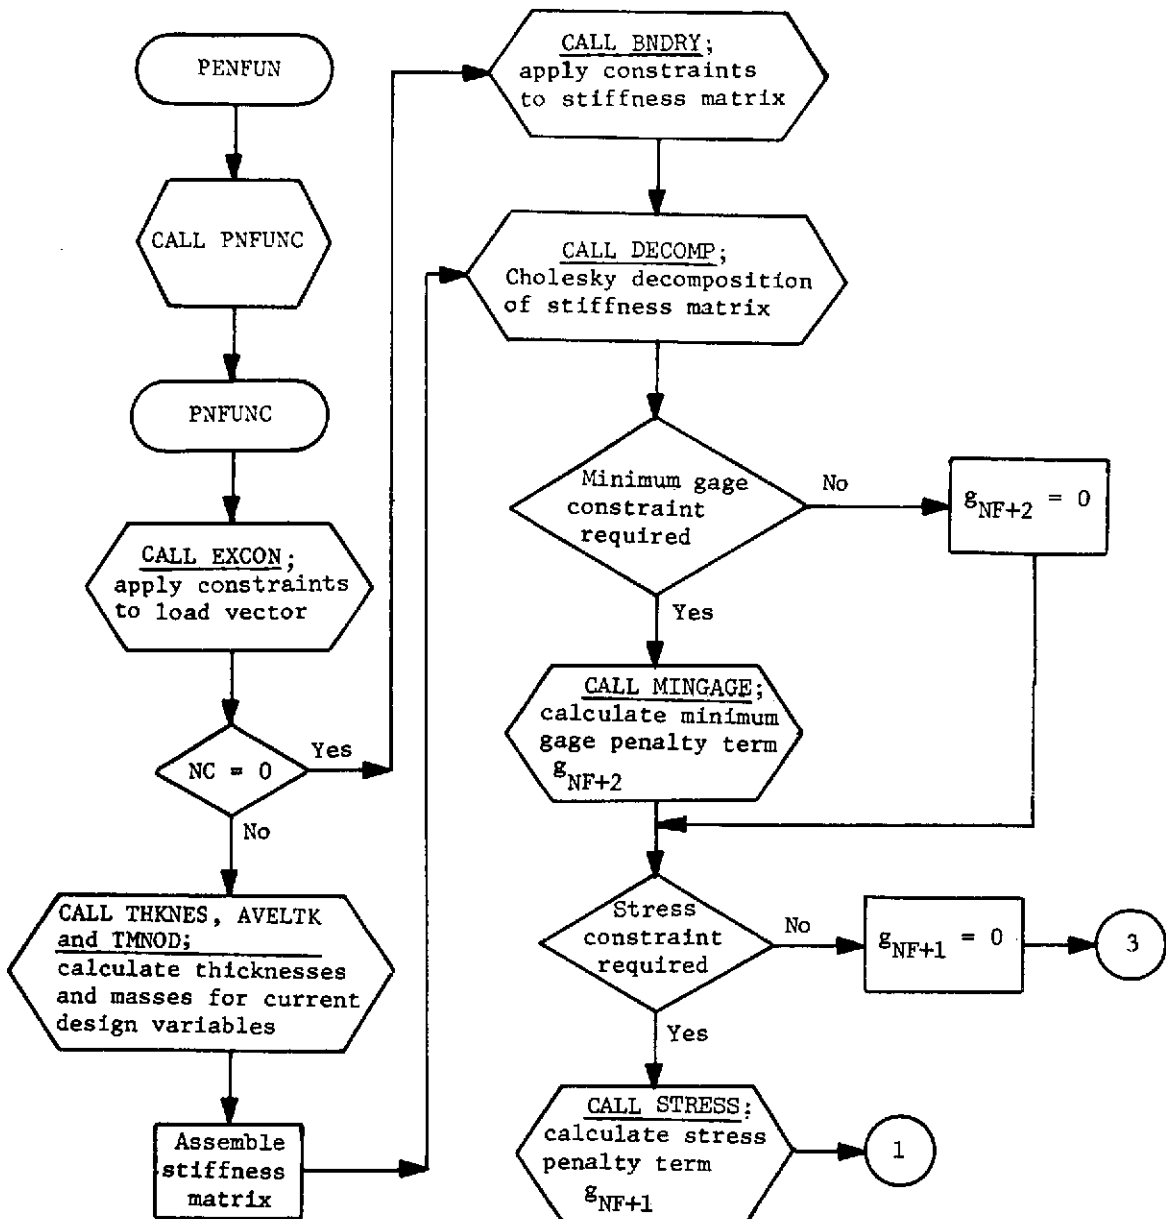 PENFUN
CALL PNFUNC
PNFUNC
CALL EXCON;
apply constraints
to load vector
NC = 0
Yes
No
CALL THKNES, AVELTK
and TMNOD;
calculate thicknesses
and masses for current
design variables
Assemble
stiffness
matrix
CALL BNDRY;
apply constraints
to stiffness matrix
CALL DECOMP;
Cholesky decomposition
of stiffness matrix
Minimum gage
constraint
required
No
g_NF+2 = 0
Yes
CALL MINGAGE;
calculate minimum
gage penalty term
g_NF+2
Stress
constraint
required
No
g_NF+1 = 0
3
Yes
CALL STRESS;
calculate stress
penalty term
g_NF+1
1